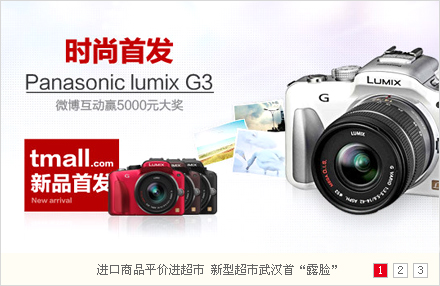 时尚首发
Panasonic lumix G3
微博互动赢5000元大奖
LUMIX
G
LUMIX
tmall.com
新品首发
New arrival
进口商品平价进超市 新型超市武汉首“露脸”
1 2 3